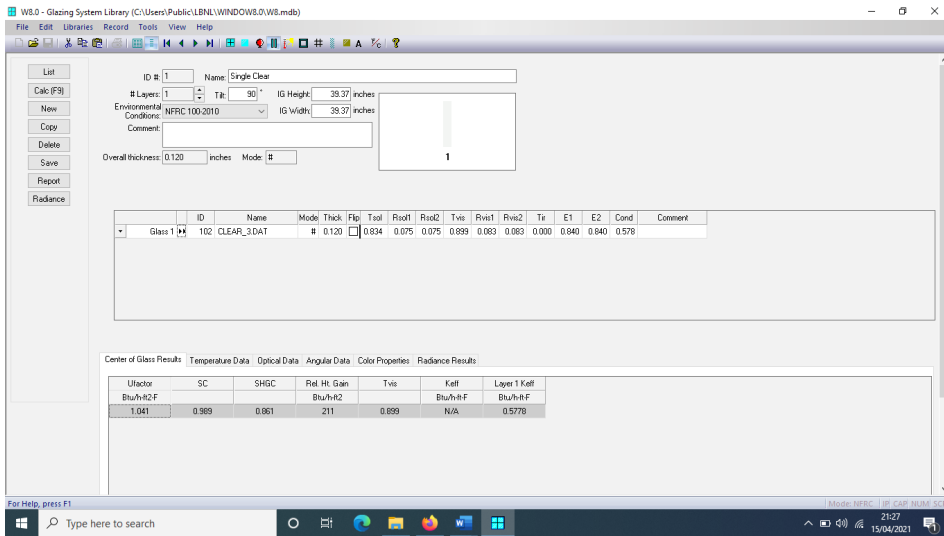 W8.0 - Glazing System Library (C:\Users\Public\LBNL\WINDOW8.0\W8.mdb)
File Edit Libraries Record Tools View Help
List
Calc (F9)
New
Copy
Delete
Save
Report
Radiance
ID #: 1 Name: Single Clear
# Layers: 1 Tilt: 90 ° IG Height: 39.37 inches
Environmental Conditions: NFRC 100-2010 IG Width: 39.37 inches
Comment:
Overall thickness: 0.120 inches Mode: #
1
ID Name Mode Thick Flip Tsol Rsol1 Rsol2 Tvis Rvis1 Rvis2 Tir E1 E2 Cond Comment
Glass 1 102 CLEAR_3.DAT # 0.120 0.834 0.075 0.075 0.899 0.083 0.083 0.000 0.840 0.840 0.578
Center of Glass Results Temperature Data Optical Data Angular Data Color Properties Radiance Results
Ufactor SC SHGC Rel. Ht. Gain Tvis Keff Layer 1 Keff
Btu/h-ft2-F Btu/h-ft2 Btu/h-ft-F Btu/h-ft-F
1.041 0.989 0.861 211 0.899 N/A 0.5778
For Help, press F1
Mode: NFRC IP CAP NUM SC
Type here to search
21:27
15/04/2021